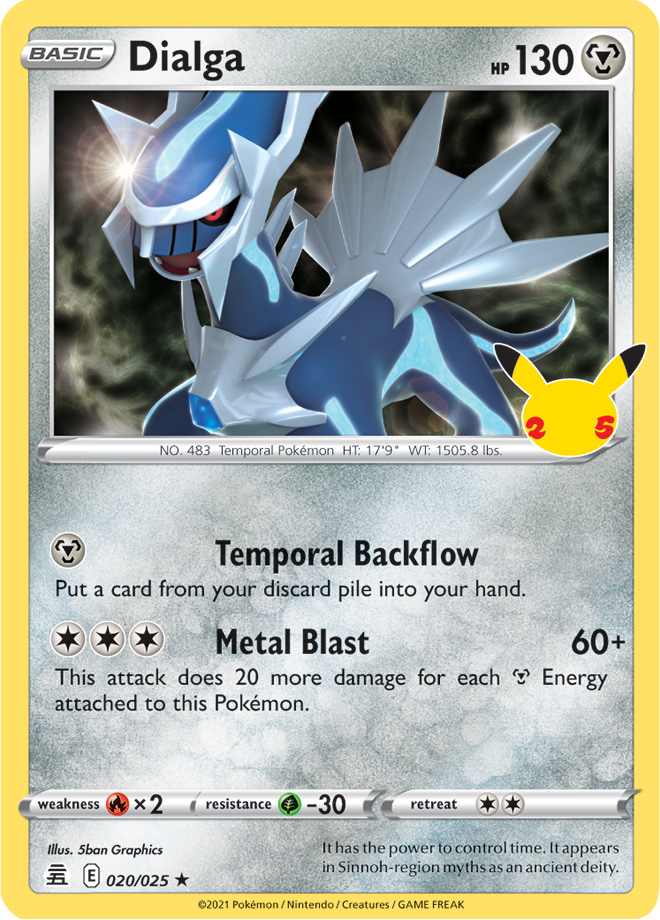 BASIC Dialga HP 130
NO. 483 Temporal Pokémon HT: 17'9" WT: 1505.8 lbs.
25
Temporal Backflow
Put a card from your discard pile into your hand.
Metal Blast 60+
This attack does 20 more damage for each Energy
attached to this Pokémon.
weakness ×2 resistance -30 retreat
Illus. 5ban Graphics
E 020/025 ★
It has the power to control time. It appears
in Sinnoh-region myths as an ancient deity.
©2021 Pokémon / Nintendo / Creatures / GAME FREAK